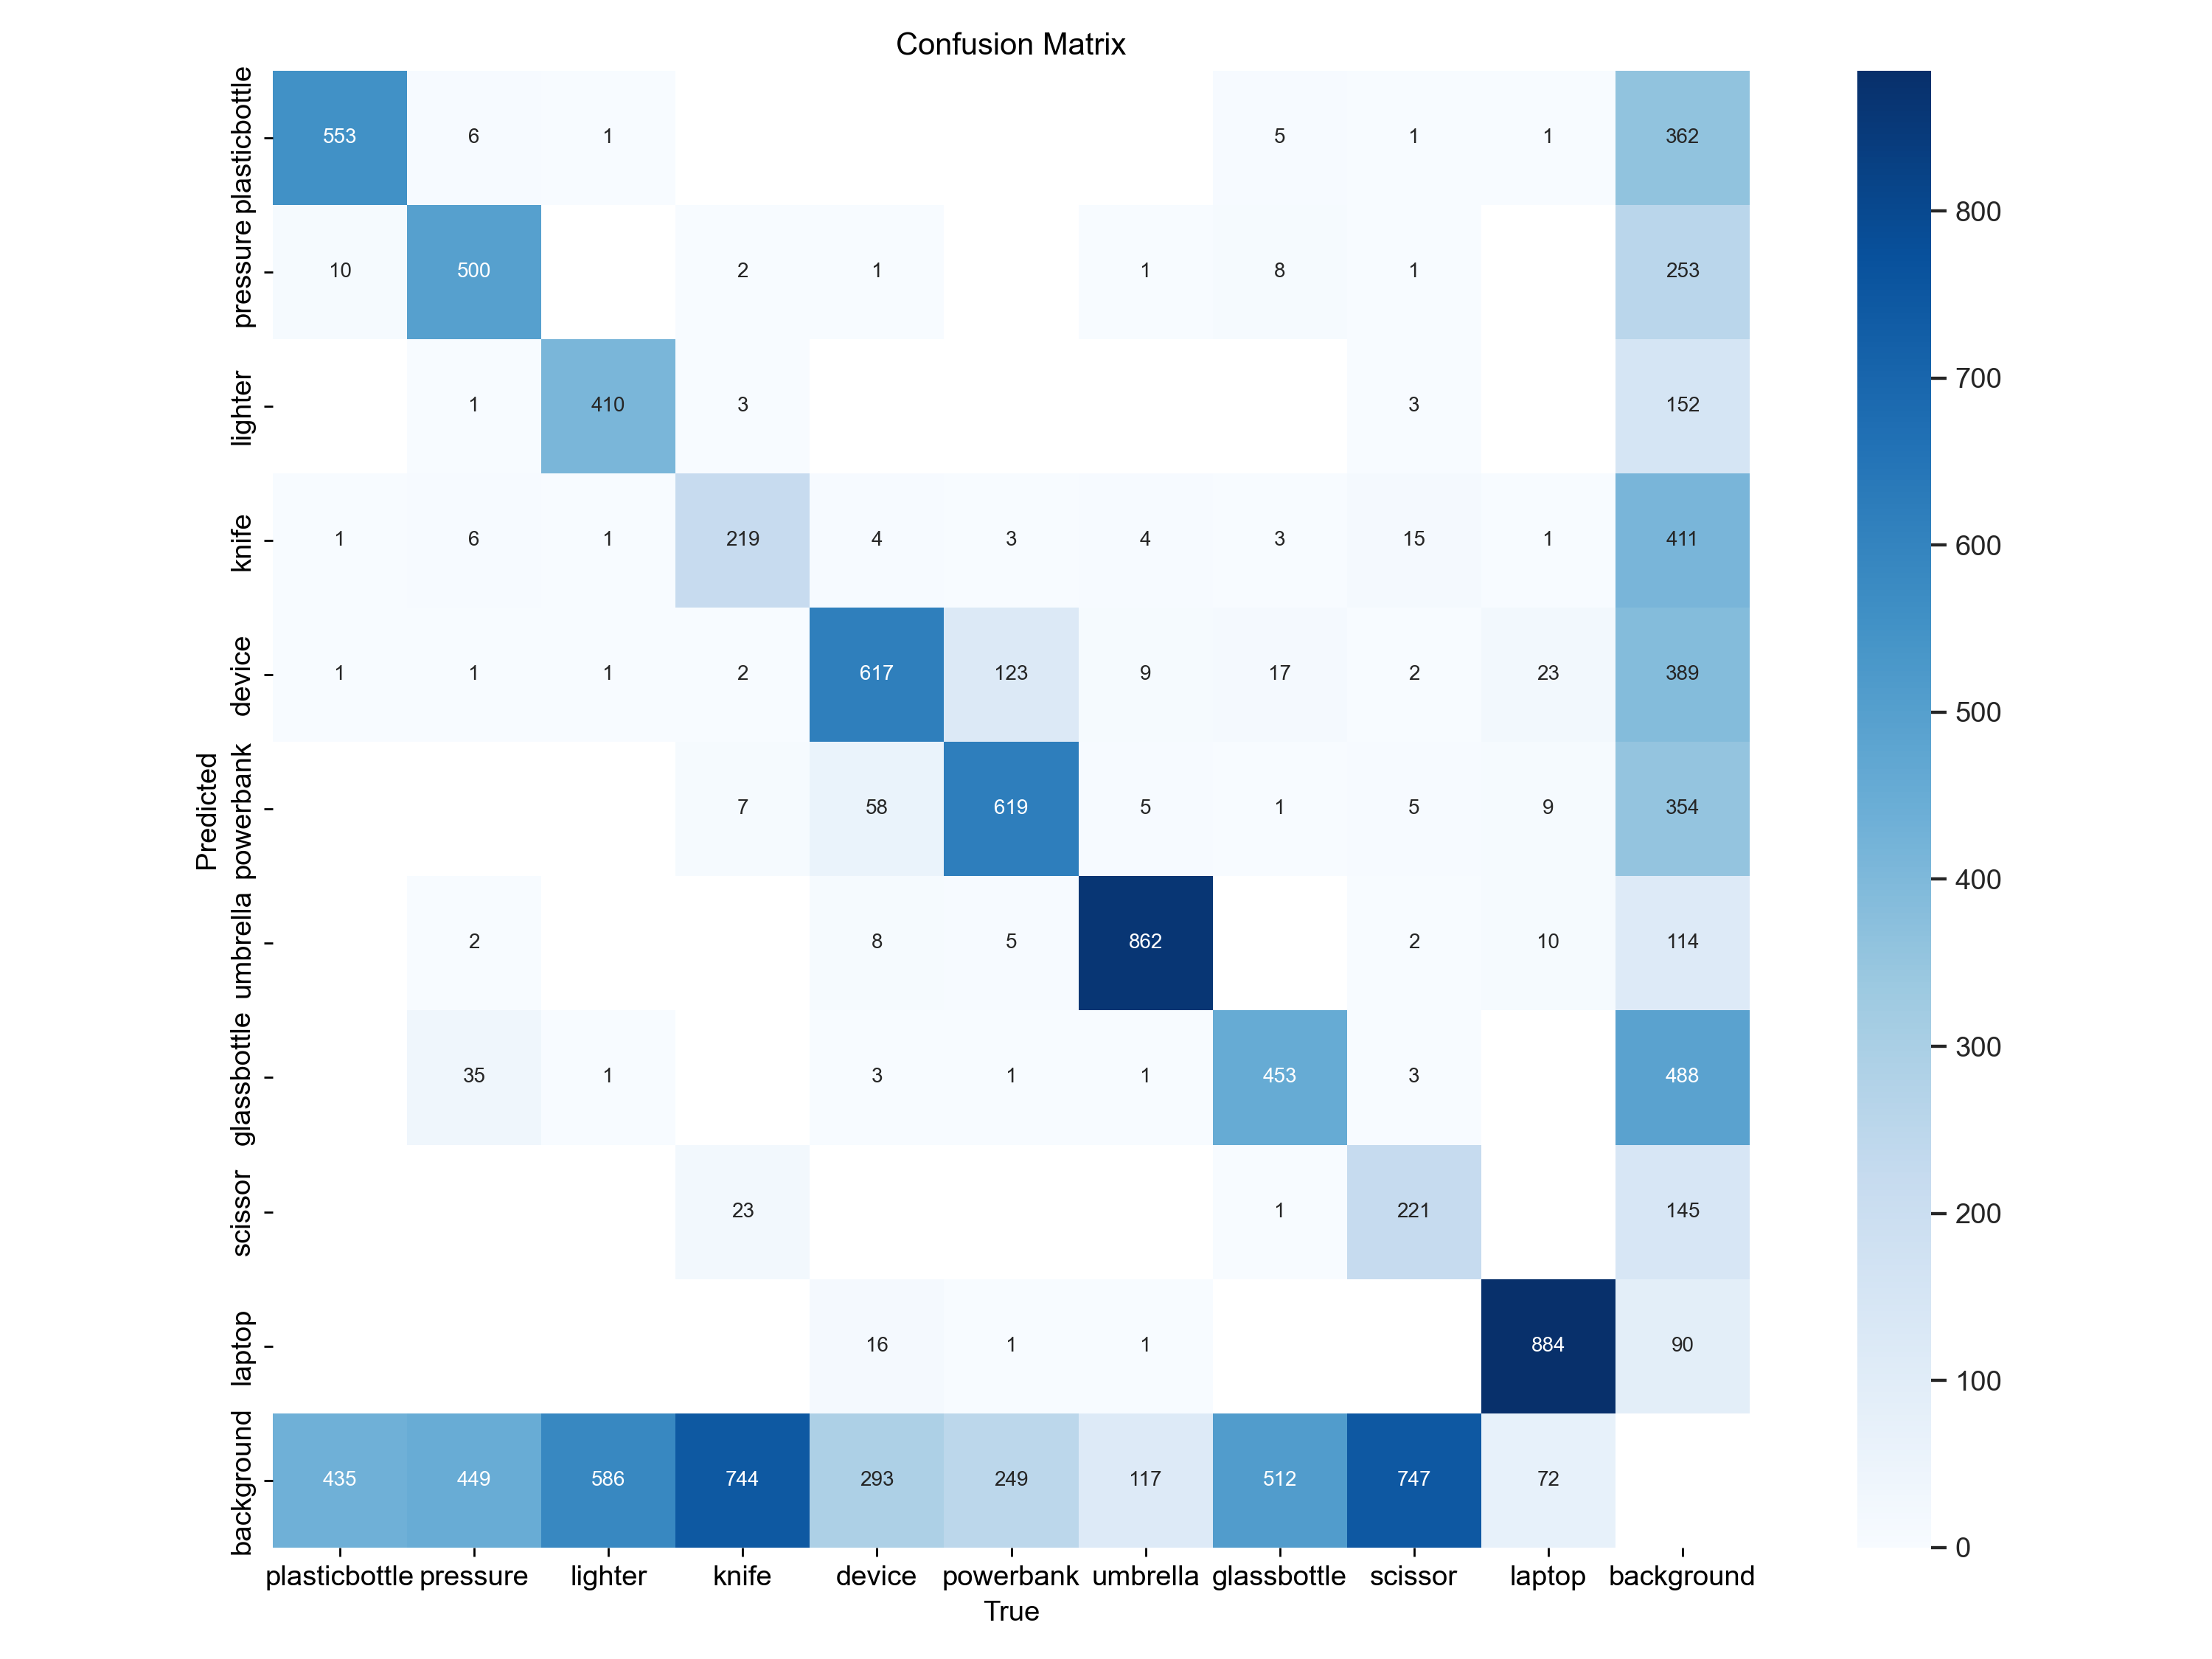 Confusion Matrix
plasticbottle 553 6 1 5 1 1 362
pressure 10 500 2 1 1 8 1 253
lighter 1 410 3 3 152
knife 1 6 1 219 4 3 4 3 15 1 411
device 1 1 1 2 617 123 9 17 2 23 389
powerbank 7 58 619 5 1 5 9 354
umbrella 2 8 5 862 2 10 114
glassbottle 35 1 3 1 1 453 3 488
scissor 23 1 221 145
laptop 16 1 1 884 90
background 435 449 586 744 293 249 117 512 747 72
plasticbottle pressure lighter knife device powerbank umbrella glassbottle scissor laptop background
True
Predicted
800
700
600
500
400
300
200
100
0